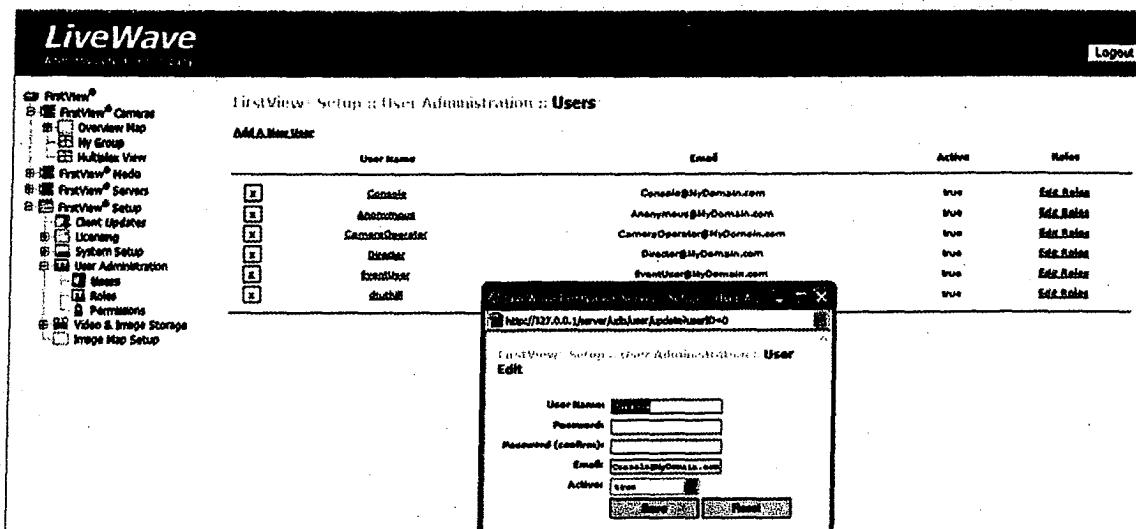 LiveWave
Logout
FirstView®
FirstView® Cameras
Overview Map
My Group
Multiplex View
FirstView® Media
FirstView® Servers
FirstView® Setup
Client Updates
Licensing
System Setup
User Administration
Users
Roles
Permissions
Video & Image Storage
Image Map Setup
FirstView Setup :: User Administration :: Users
Add A New User
User Name Email Active Roles
x Console Console@MyDomain.com true Edit Roles
x Anonymous Anonymous@MyDomain.com true Edit Roles
x CameraOperator CameraOperator@MyDomain.com true Edit Roles
x Director Director@MyDomain.com true Edit Roles
x EventUser EventUser@MyDomain.com true Edit Roles
x true Edit Roles
FirstView Setup :: User Administration :: User Edit
User Name:
Password:
Password (confirm):
Email: Console@MyDomain.com
Active: true
Save Reset